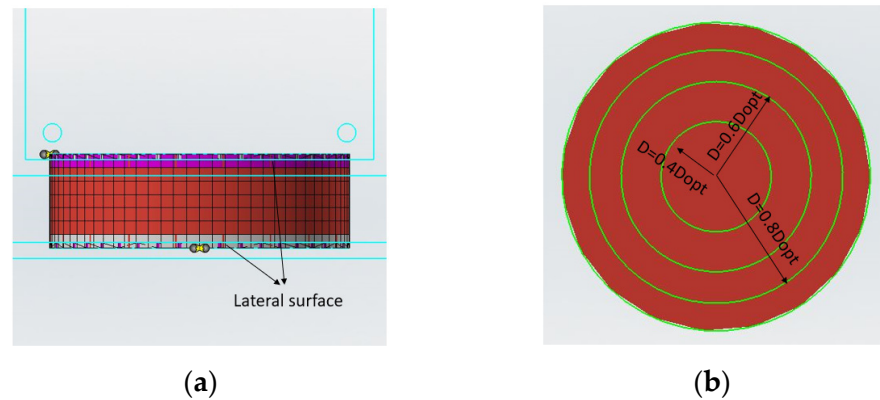 Lateral surface
D=0.6Dopt
D=0.4Dopt
D=0.8Dopt
(a)
(b)